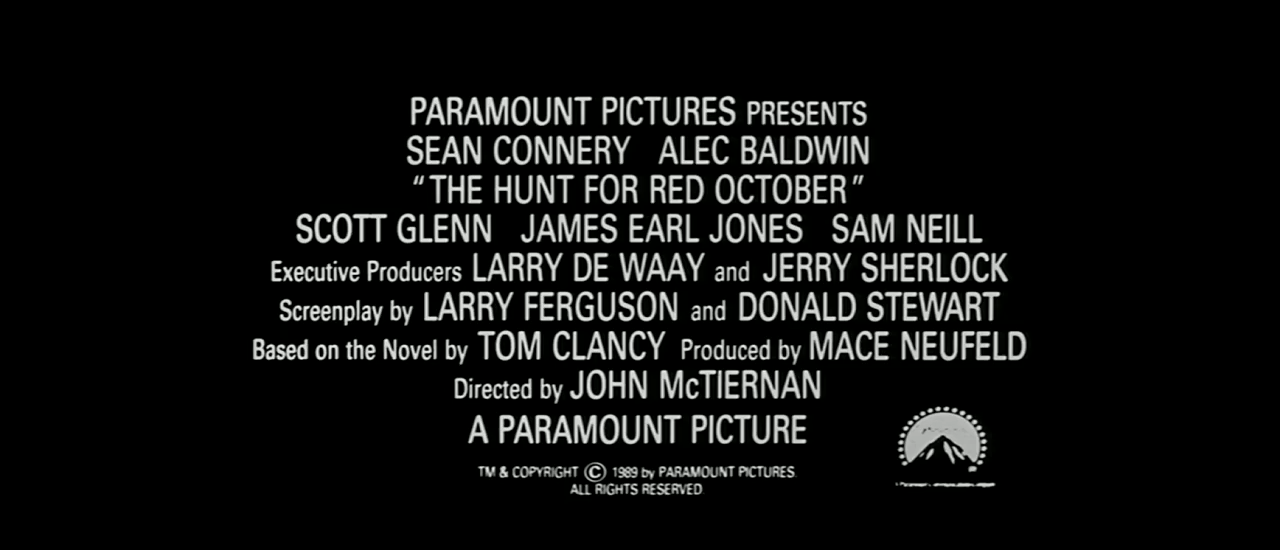 PARAMOUNT PICTURES PRESENTS
SEAN CONNERY ALEC BALDWIN
“THE HUNT FOR RED OCTOBER”
SCOTT GLENN JAMES EARL JONES SAM NEILL
Executive Producers LARRY DE WAAY and JERRY SHERLOCK
Screenplay by LARRY FERGUSON and DONALD STEWART
Based on the Novel by TOM CLANCY Produced by MACE NEUFELD
Directed by JOHN McTIERNAN
A PARAMOUNT PICTURE
TM & COPYRIGHT © 1989 by PARAMOUNT PICTURES.
ALL RIGHTS RESERVED.